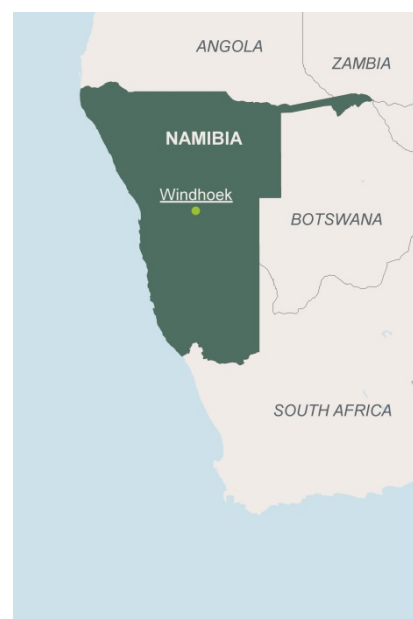 ANGOLA
ZAMBIA
NAMIBIA
Windhoek
BOTSWANA
SOUTH AFRICA